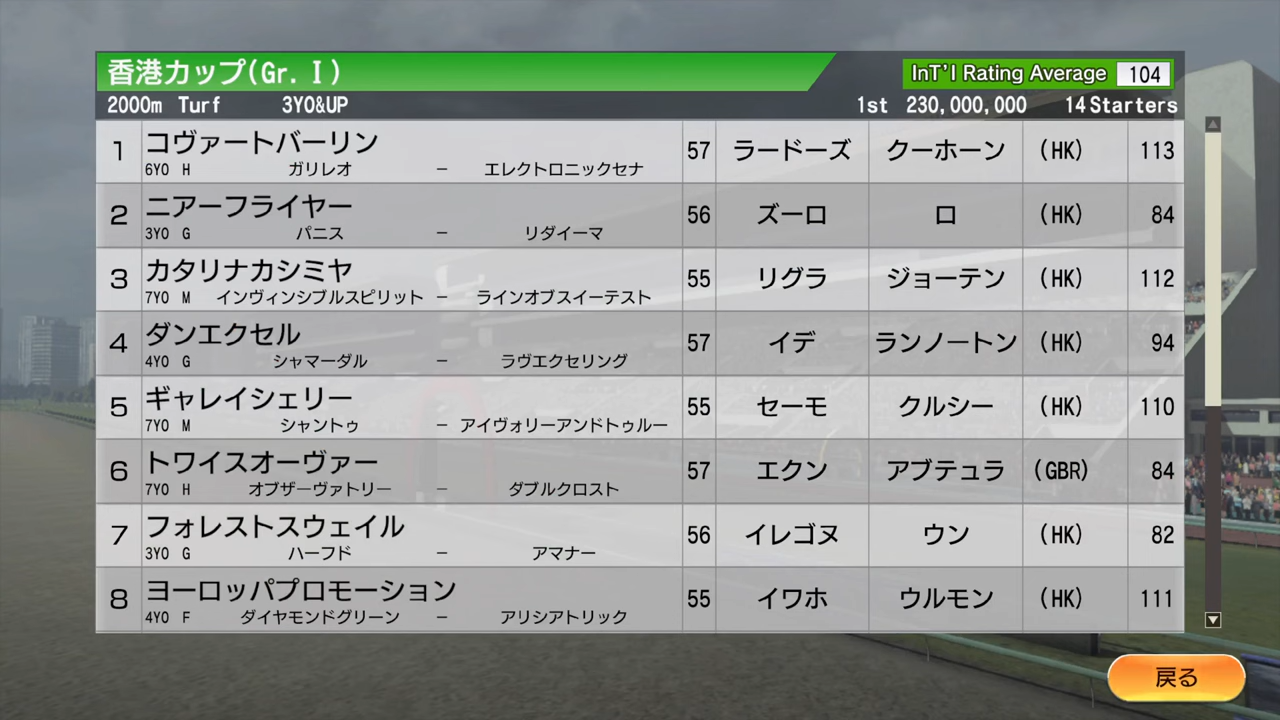 香港カップ(Gr.Ⅰ)
InT'l Rating Average 104
2000m Turf 3YO&UP 1st 230,000,000 14Starters
1 コヴァートバーリン 57 ラードーズ クーホーン (HK) 113
6YO H ガリレオ － エレクトロニックセナ
2 ニアーフライヤー 56 ズーロ ロ (HK) 84
3YO G パニス － リダイーマ
3 カタリナカシミヤ 55 リグラ ジョーテン (HK) 112
7YO M インヴィンシブルスピリット － ラインオブスイーテスト
4 ダンエクセル 57 イデ ランノートン (HK) 94
4YO G シャマーダル － ラヴエクセリング
5 ギャレイシェリー 55 セーモ クルシー (HK) 110
7YO M シャントゥ － アイヴォリーアンドトゥルー
6 トワイスオーヴァー 57 エクン アブテュラ (GBR) 84
7YO H オブザーヴァトリー － ダブルクロスト
7 フォレストスウェイル 56 イレゴヌ ウン (HK) 82
3YO G ハーフド － アマナー
8 ヨーロッパプロモーション 55 イワホ ウルモン (HK) 111
4YO F ダイヤモンドグリーン － アリシアトリック
戻る